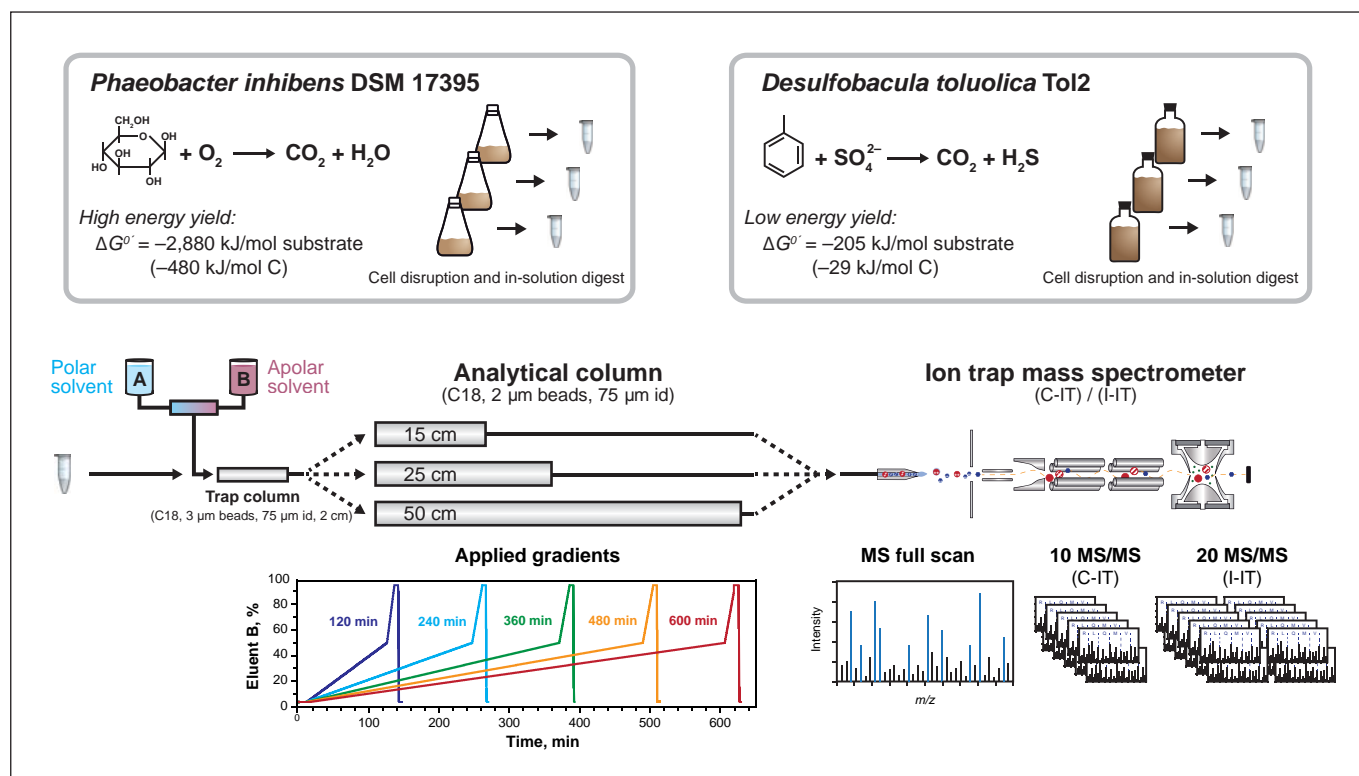 Phaeobacter inhibens DSM 17395
CH₂OH
O
OH
OH
HO
OH
OH
+ O₂ → CO₂ + H₂O
High energy yield:
ΔG⁰′ = –2,880 kJ/mol substrate
(–480 kJ/mol C)
Cell disruption and in-solution digest
Desulfobacula toluolica Tol2
+ SO₄²⁻ → CO₂ + H₂S
Low energy yield:
ΔG⁰′ = –205 kJ/mol substrate
(–29 kJ/mol C)
Cell disruption and in-solution digest
Polar
solvent
A
B
Apolar
solvent
Trap column
(C18, 3 µm beads, 75 µm id, 2 cm)
Analytical column
(C18, 2 µm beads, 75 µm id)
15 cm
25 cm
50 cm
Ion trap mass spectrometer
(C-IT) / (I-IT)
Applied gradients
Eluent B, %
100
80
60
40
20
0
120 min
240 min
360 min
480 min
600 min
0 100 200 300 400 500 600
Time, min
MS full scan
Intensity
m/z
10 MS/MS
(C-IT)
20 MS/MS
(I-IT)